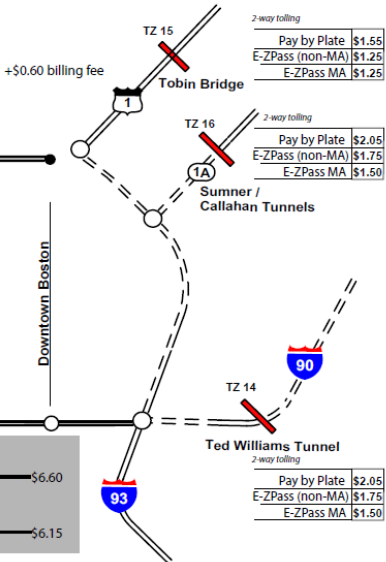 2-way tolling
TZ 15
Pay by Plate $1.55
E-ZPass (non-MA) $1.25
E-ZPass MA $1.25
+$0.60 billing fee
Tobin Bridge
1
2-way tolling
TZ 16
Pay by Plate $2.05
E-ZPass (non-MA) $1.75
E-ZPass MA $1.50
1A
Sumner /
Callahan Tunnels
Downtown Boston
90
TZ 14
Ted Williams Tunnel
2-way tolling
Pay by Plate $2.05
E-ZPass (non-MA) $1.75
E-ZPass MA $1.50
$6.60
93
$6.15